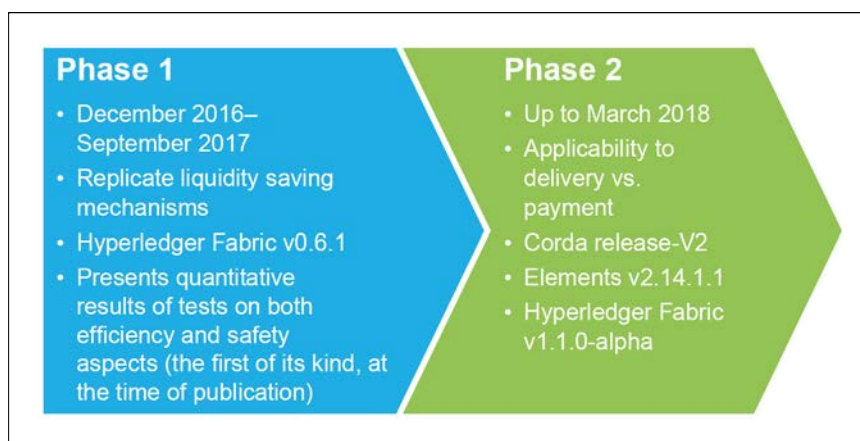 Phase 1
• December 2016–
September 2017
• Replicate liquidity saving
mechanisms
• Hyperledger Fabric v0.6.1
• Presents quantitative
results of tests on both
efficiency and safety
aspects (the first of its kind, at
the time of publication)
Phase 2
• Up to March 2018
• Applicability to
delivery vs.
payment
• Corda release-V2
• Elements v2.14.1.1
• Hyperledger Fabric
v1.1.0-alpha